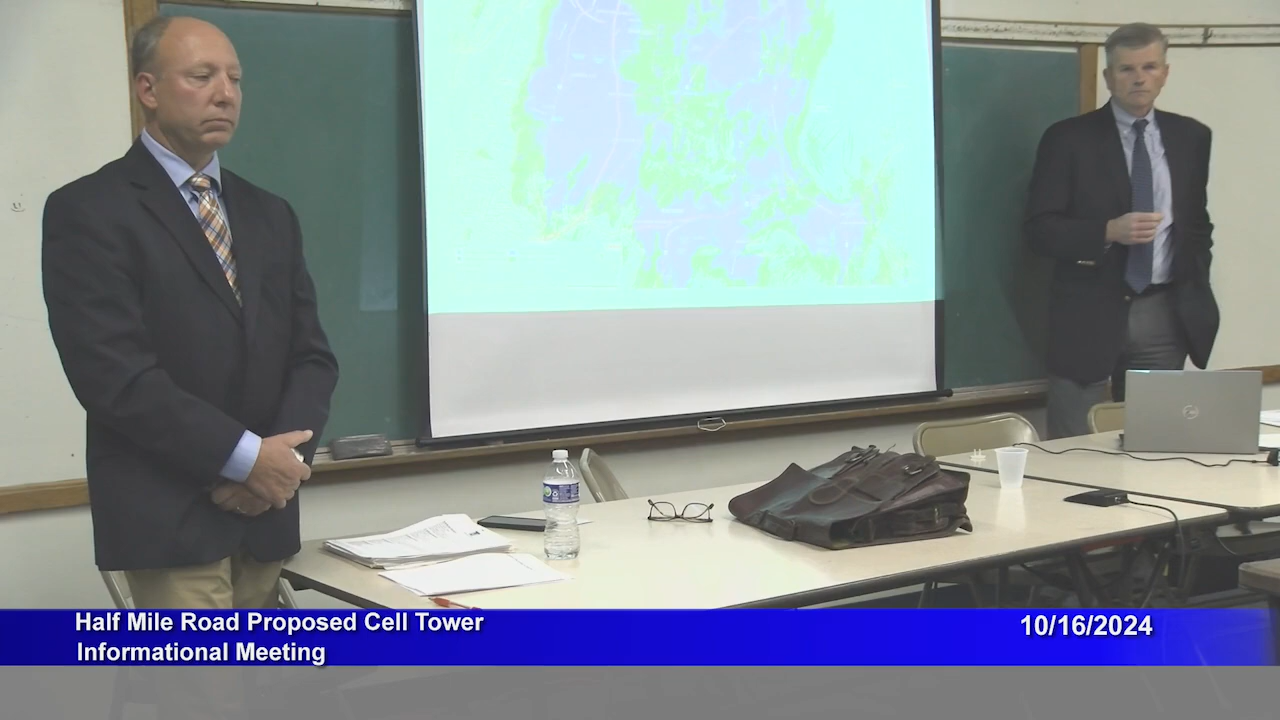 Half Mile Road Proposed Cell Tower
Informational Meeting
10/16/2024